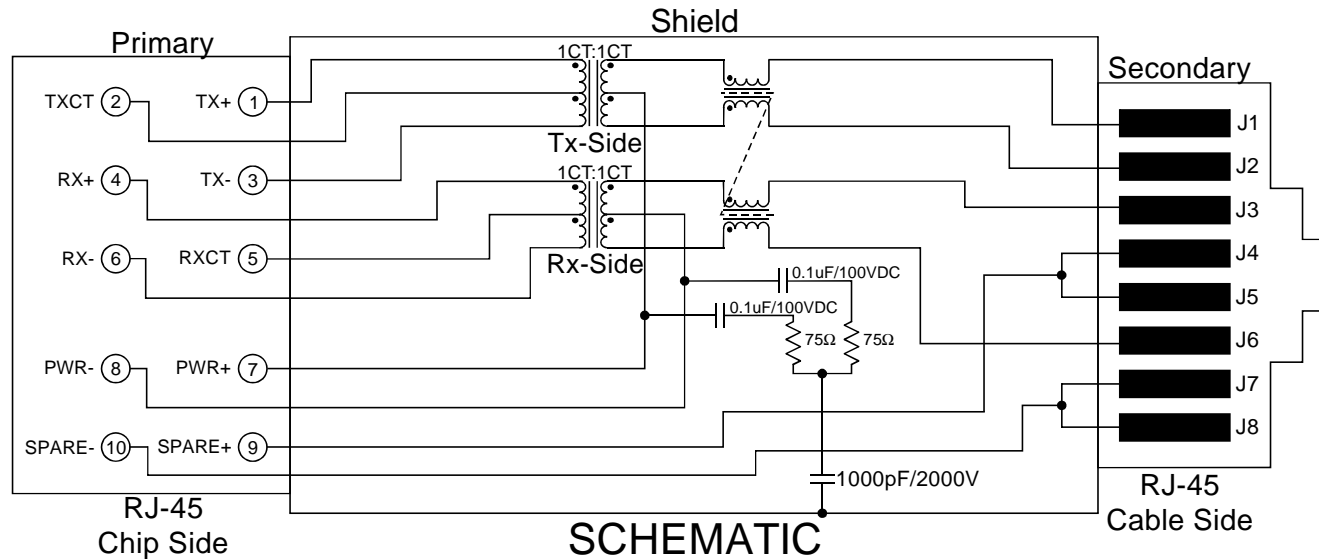 Shield
Primary
1CT:1CT
Secondary
TXCT 2
TX+ 1
J1
Tx-Side
J2
RX+ 4
TX- 3
1CT:1CT
J3
RX- 6
RXCT 5
Rx-Side
J4
0.1uF/100VDC
J5
0.1uF/100VDC
75Ω
75Ω
J6
PWR- 8
PWR+ 7
J7
J8
SPARE- 10
SPARE+ 9
1000pF/2000V
RJ-45
Chip Side
SCHEMATIC
RJ-45
Cable Side